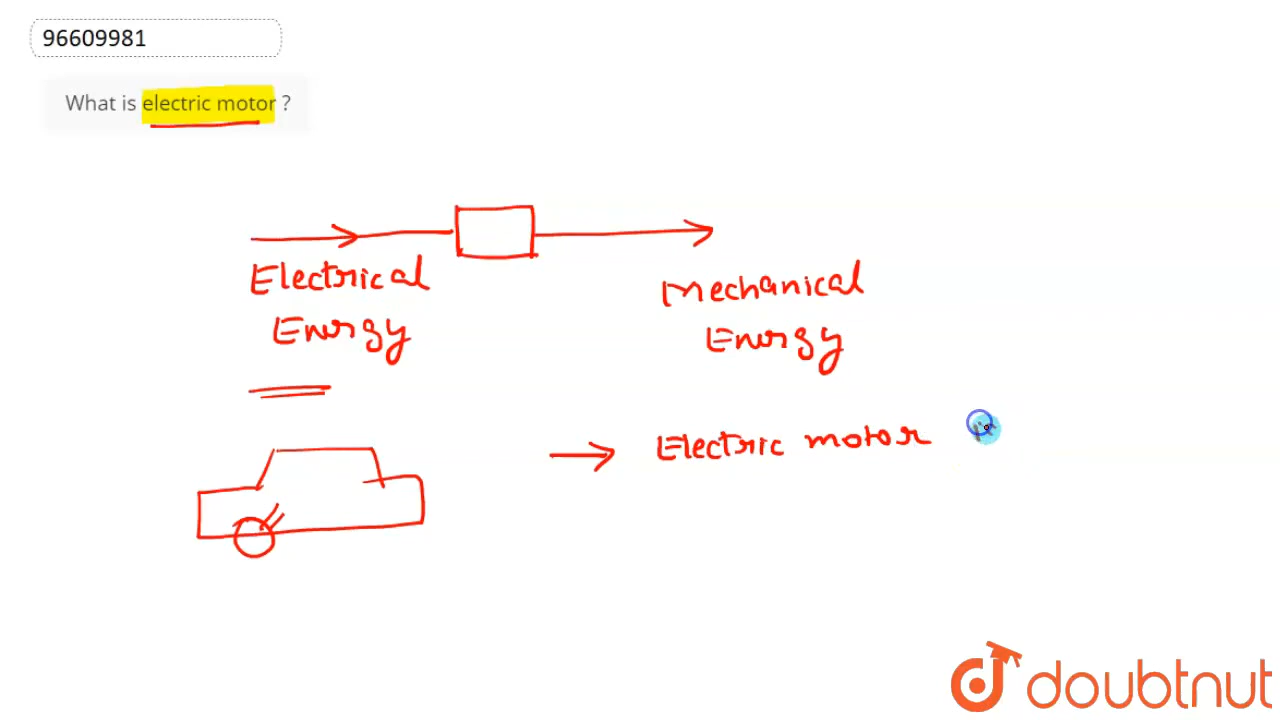 96609981
What is electric motor ?
Electrical
Energy
Mechanical
Energy
Electric motor
doubtnut